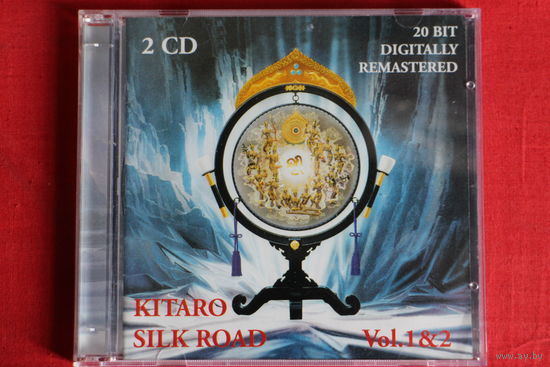 2 CD
20 BIT
DIGITALLY
REMASTERED
KITARO
SILK ROAD
Vol.1&2
www.ay.by